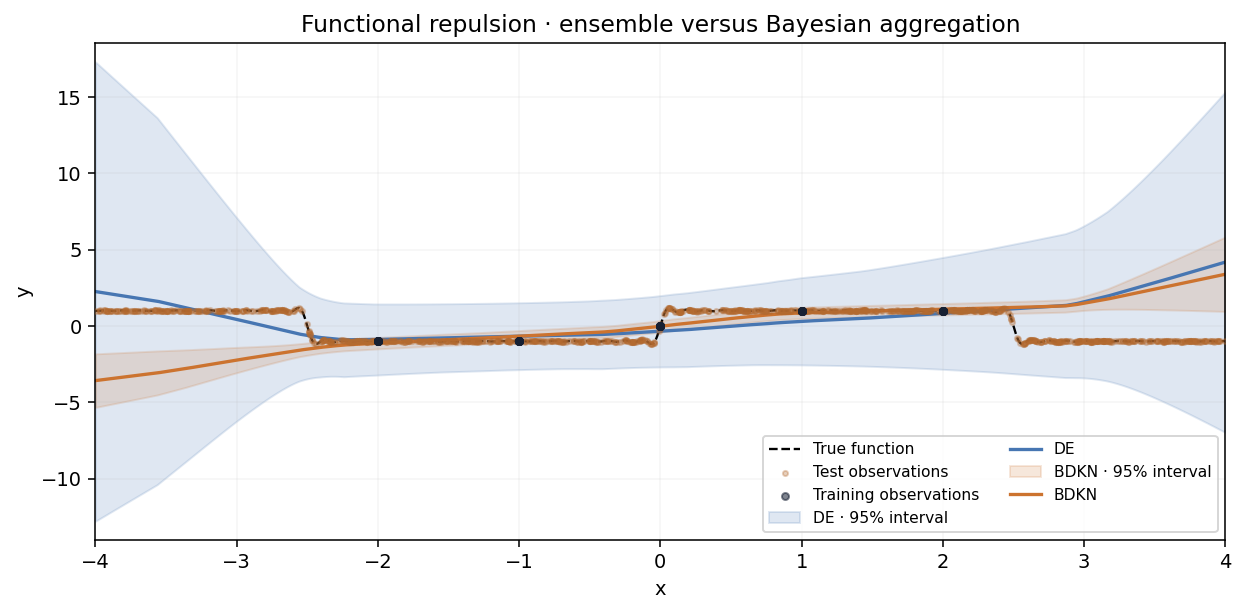 Functional repulsion · ensemble versus Bayesian aggregation
y
15
10
5
0
−5
−10
−4
−3
−2
−1
0
1
2
3
4
x
True function
Test observations
Training observations
DE · 95% interval
DE
BDKN · 95% interval
BDKN